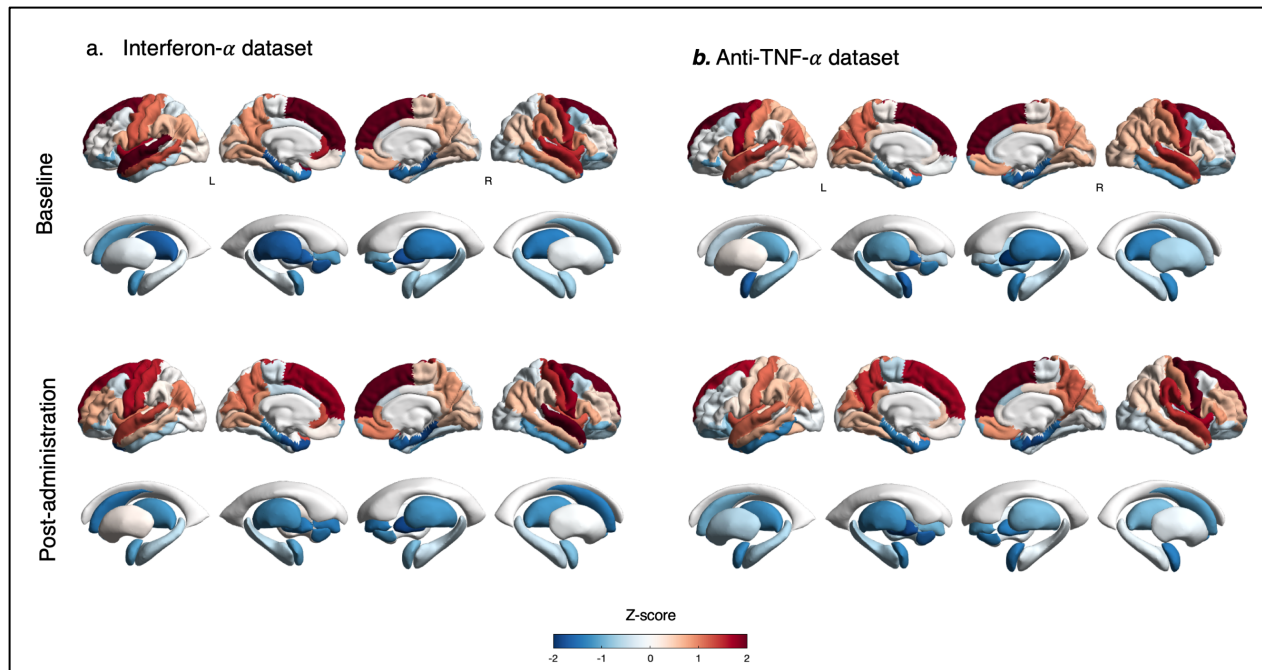 a. Interferon-α dataset
b. Anti-TNF-α dataset
Baseline
L
R
L
R
Post-administration
Z-score
-2
-1
0
1
2